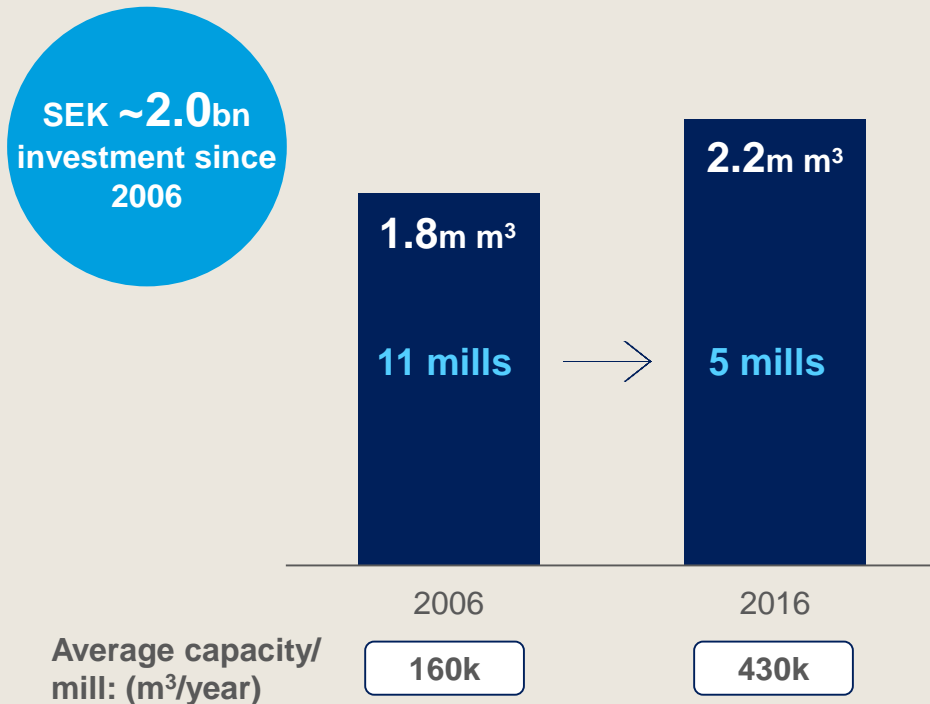 SEK ~2.0bn
investment since
2006
1.8m m³
2.2m m³
11 mills
5 mills
2006
2016
Average capacity/
mill: (m³/year)
160k
430k